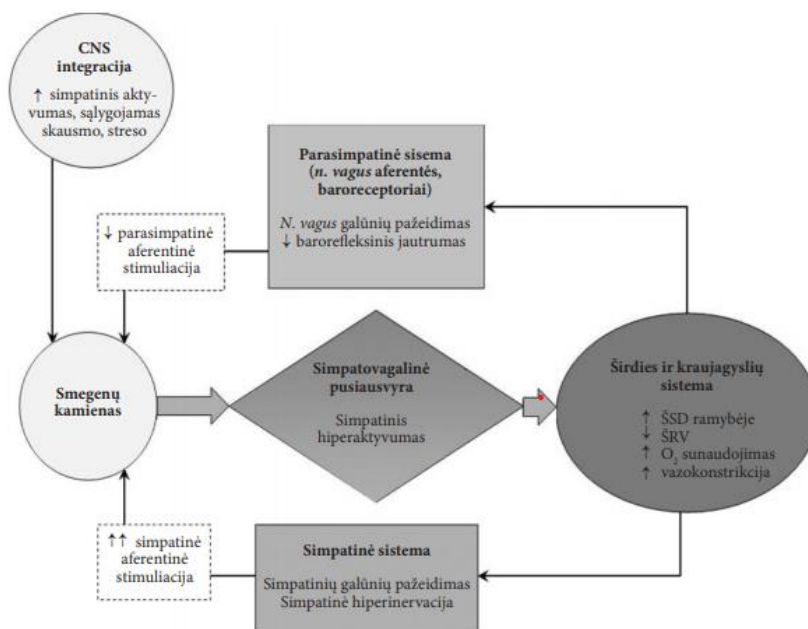 CNS
integracija
↑ simpatinis akty-
vumas, sąlygojamas
skausmo, streso
Parasimpatinė sisema
(n. vagus aferentės,
baroreceptoriai)
N. vagus galūnių pažeidimas
↓ barorefleksinis jautrumas
↓ parasimpatinė
aferentinė
stimuliacija
Smegenų
kamienas
Simpatovagalinė
pusiausvyra
Simpatinis
hiperaktyvumas
Širdies ir kraujagyslių
sistema
↑ ŠSD ramybėje
↓ ŠRV
↑ O₂ sunaudojimas
↑ vazokonstrikcija
↑↑ simpatinė
aferentinė
stimuliacija
Simpatinė sistema
Simpatinių galūnių pažeidimas
Simpatinė hiperinervacija